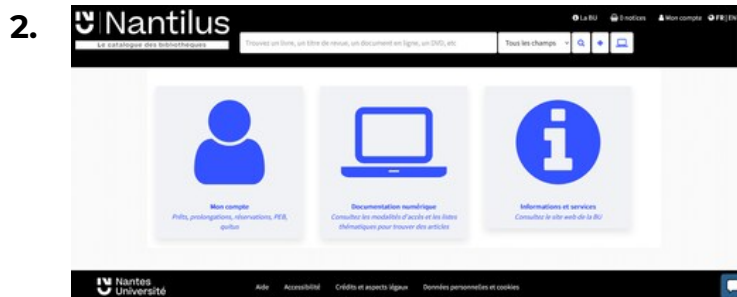 2.
Nantilus
Le catalogue des bibliothèques
La BU 0 notices Mon compte FR | EN
Trouvez un livre, un titre de revue, un document en ligne, un DVD, etc Tous les champs
Mon compte
Prêts, prolongations, réservations, PEB,
quitus
Documentation numérique
Consultez les modalités d'accès et les listes
thématiques pour trouver des articles
Informations et services
Consultez le site web de la BU
Nantes
Université
Aide Accessibilité Crédits et aspects légaux Données personnelles et cookies